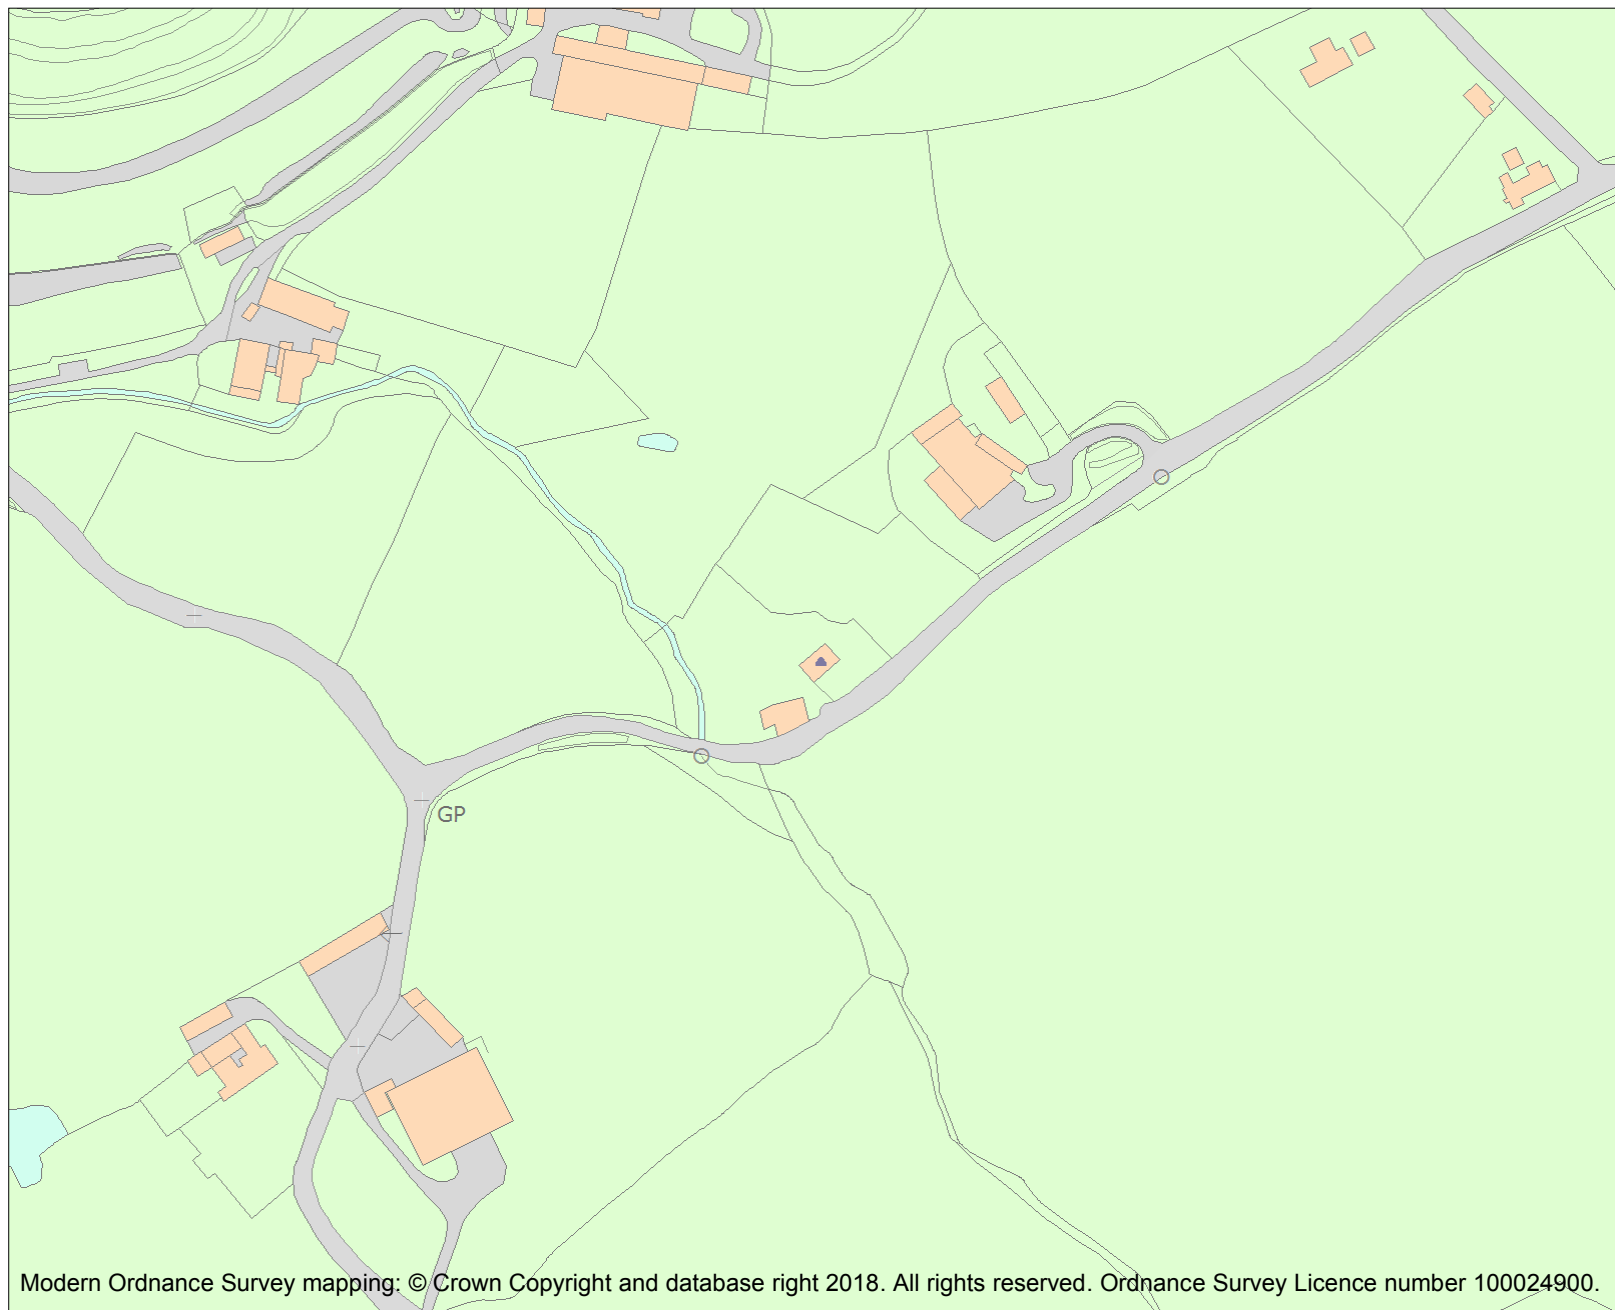 GP
Modern Ordnance Survey mapping: © Crown Copyright and database right 2018. All rights reserved. Ordnance Survey Licence number 100024900.